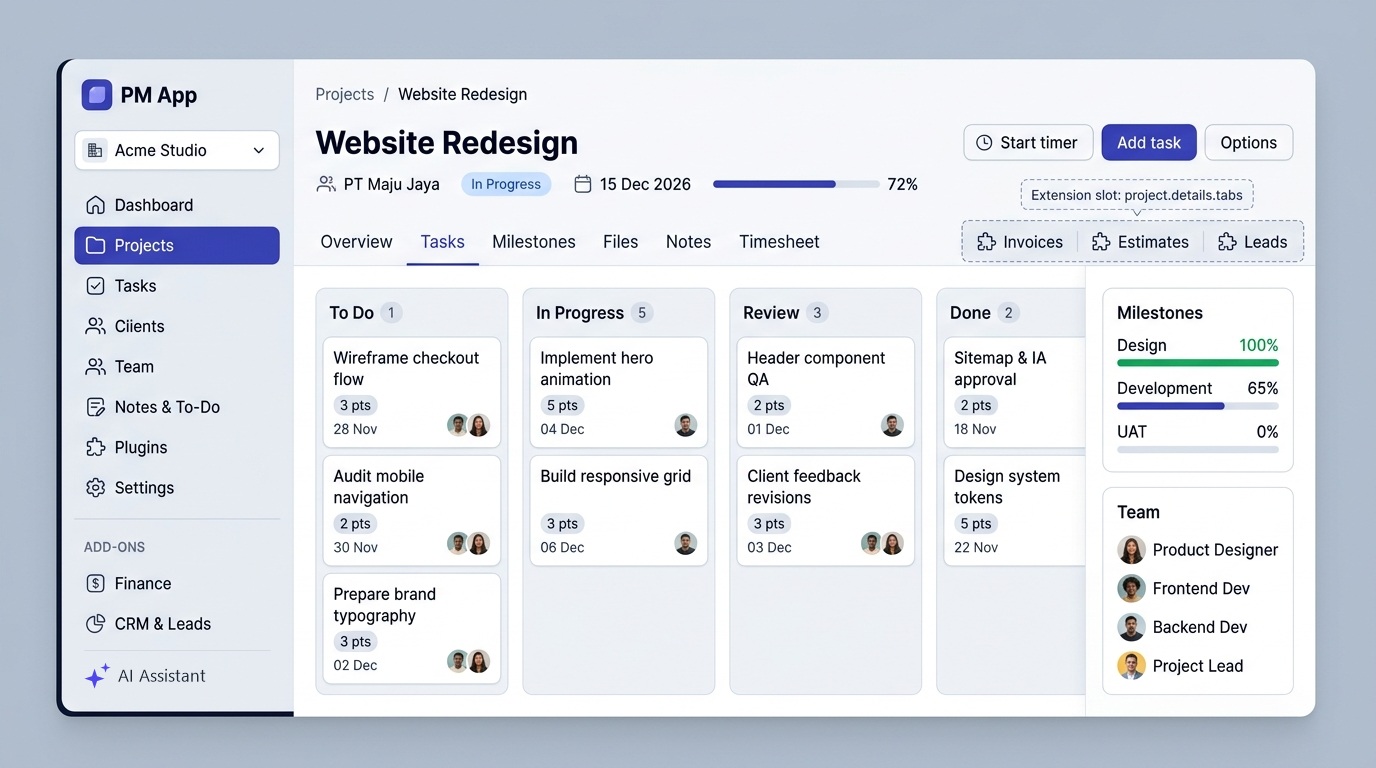 PM App
Acme Studio
Dashboard
Projects
Tasks
Clients
Team
Notes & To-Do
Plugins
Settings
ADD-ONS
Finance
CRM & Leads
AI Assistant
Projects / Website Redesign
Website Redesign
Start timer
Add task
Options
PT Maju Jaya
In Progress
15 Dec 2026
72%
Extension slot: project.details.tabs
Overview
Tasks
Milestones
Files
Notes
Timesheet
Invoices
Estimates
Leads
To Do 1
Wireframe checkout
flow
3 pts
28 Nov
Audit mobile
navigation
2 pts
30 Nov
Prepare brand
typography
3 pts
02 Dec
In Progress 5
Implement hero
animation
5 pts
04 Dec
Build responsive grid
3 pts
06 Dec
Review 3
Header component
QA
2 pts
01 Dec
Client feedback
revisions
3 pts
03 Dec
Done 2
Sitemap & IA
approval
2 pts
18 Nov
Design system
tokens
5 pts
22 Nov
Milestones
Design 100%
Development 65%
UAT 0%
Team
Product Designer
Frontend Dev
Backend Dev
Project Lead